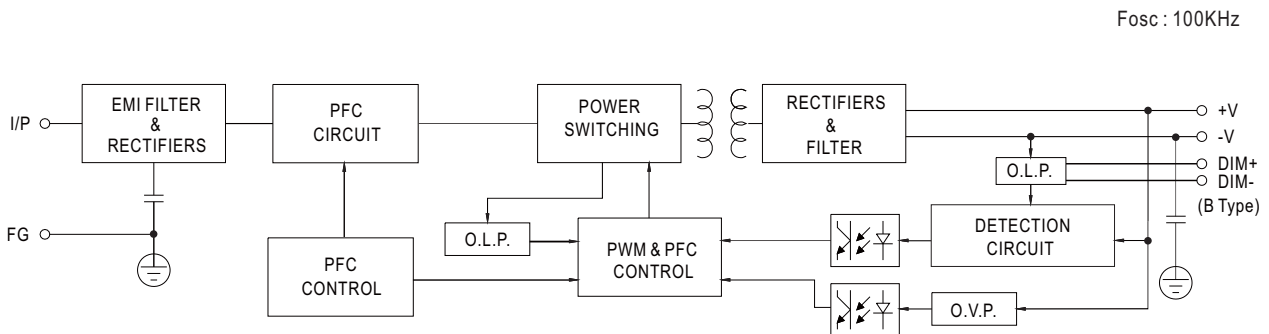 Fosc : 100KHz
I/P
EMI FILTER
&
RECTIFIERS
PFC
CIRCUIT
POWER
SWITCHING
RECTIFIERS
&
FILTER
+V
-V
DIM+
DIM-
(B Type)
O.L.P.
FG
O.L.P.
PFC
CONTROL
PWM & PFC
CONTROL
DETECTION
CIRCUIT
O.V.P.